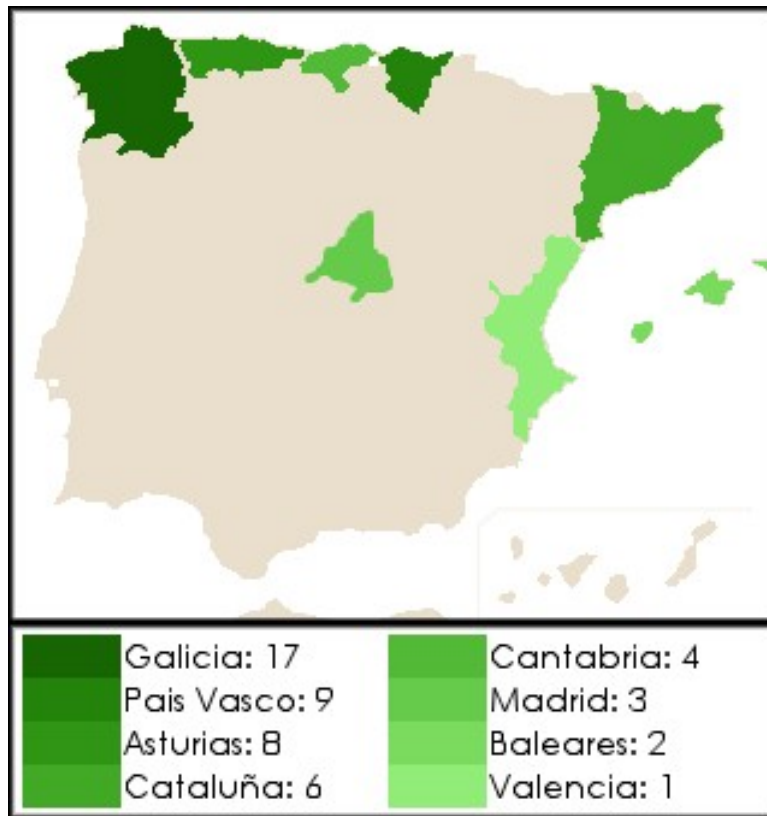 Galicia: 17
Pais Vasco: 9
Asturias: 8
Cataluña: 6
Cantabria: 4
Madrid: 3
Baleares: 2
Valencia: 1